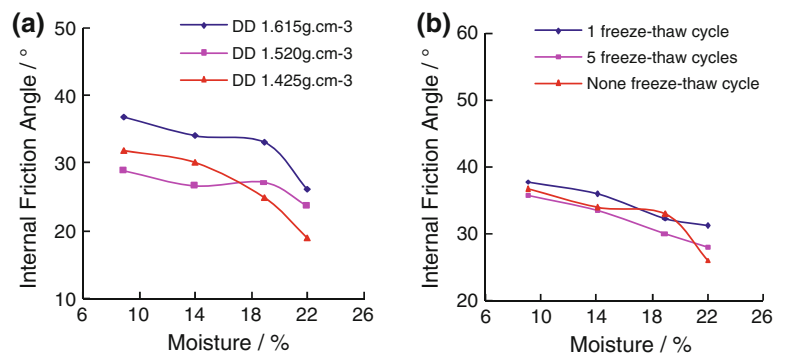 (a)
DD 1.615g.cm-3
DD 1.520g.cm-3
DD 1.425g.cm-3
Internal Friction Angle / °
50
40
30
20
10
6 10 14 18 22 26
Moisture / %
(b)
1 freeze-thaw cycle
5 freeze-thaw cycles
None freeze-thaw cycle
Internal Friction Angle / °
60
50
40
30
20
6 10 14 18 22 26
Moisture / %